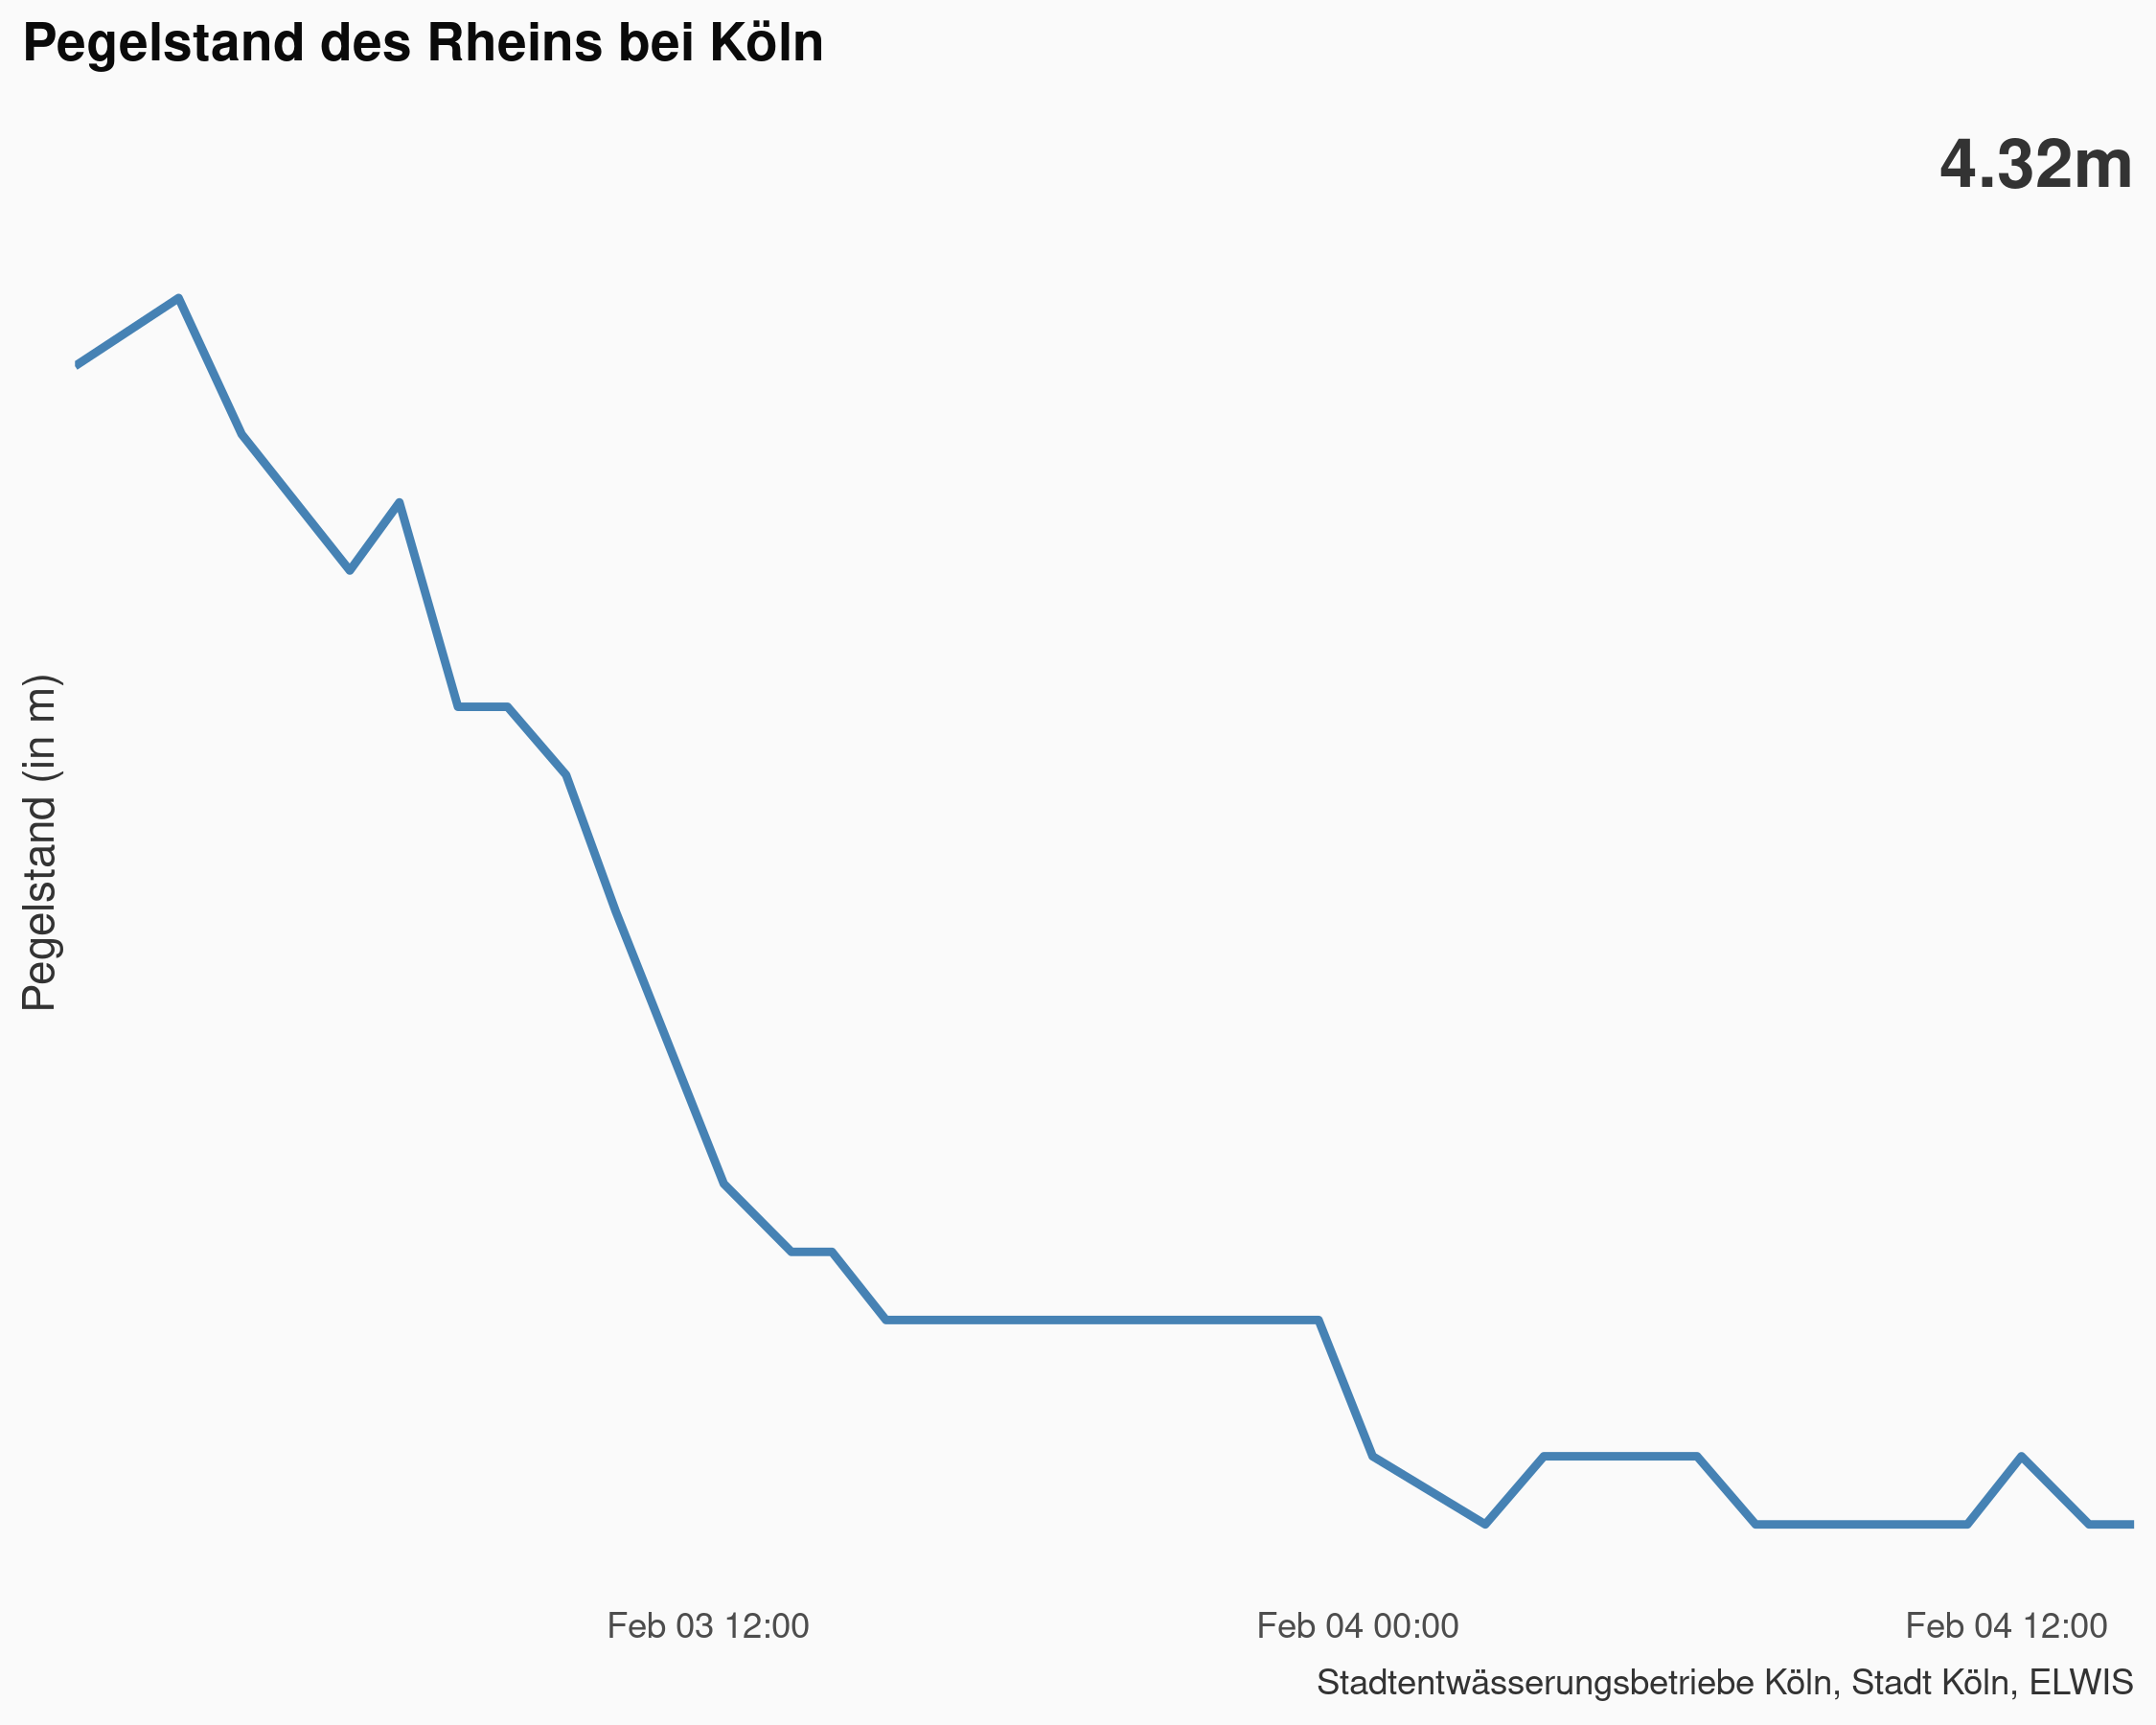 Pegelstand des Rheins bei Köln
4.32m
Pegelstand (in m)
Feb 03 12:00
Feb 04 00:00
Feb 04 12:00
Stadtentwässerungsbetriebe Köln, Stadt Köln, ELWIS